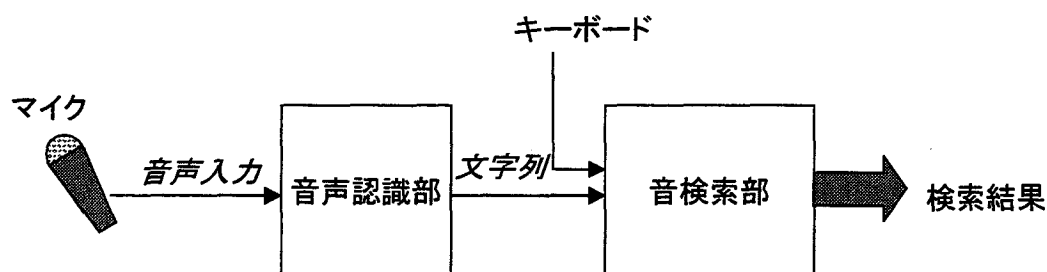 キーボード
マイク
音声入力
音声認識部
文字列
音検索部
検索結果